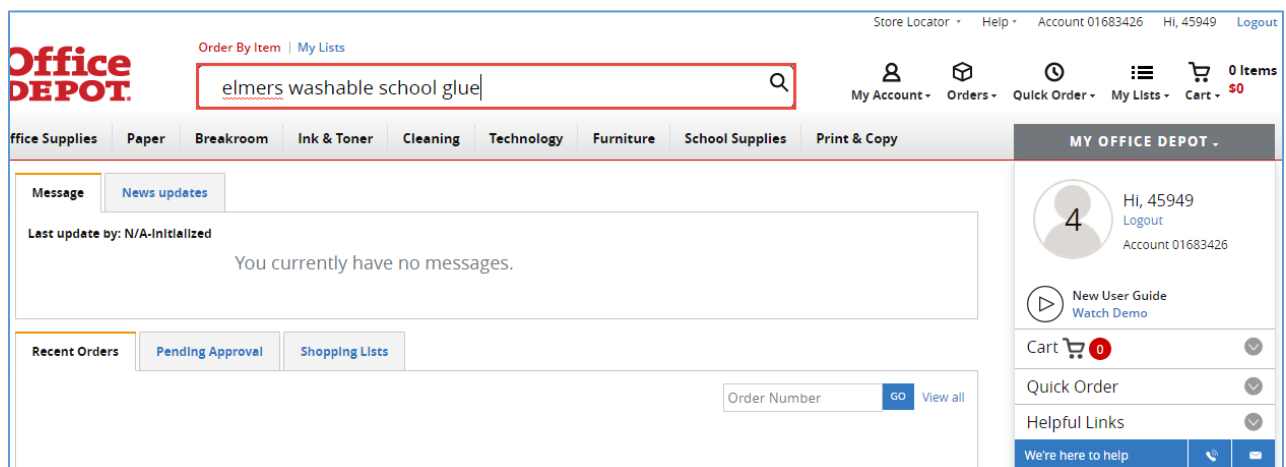 Store Locator Help Account 01683426 Hi, 45949 Logout
Office DEPOT.
Order By Item | My Lists
elmers washable school glue
My Account Orders Quick Order My Lists Cart 0 Items $0
ffice Supplies Paper Breakroom Ink & Toner Cleaning Technology Furniture School Supplies Print & Copy
MY OFFICE DEPOT
Message News updates
Last update by: N/A-Initialized
You currently have no messages.
Recent Orders Pending Approval Shopping Lists
Order Number GO View all
4
Hi, 45949
Logout
Account 01683426
New User Guide
Watch Demo
Cart 0
Quick Order
Helpful Links
We're here to help